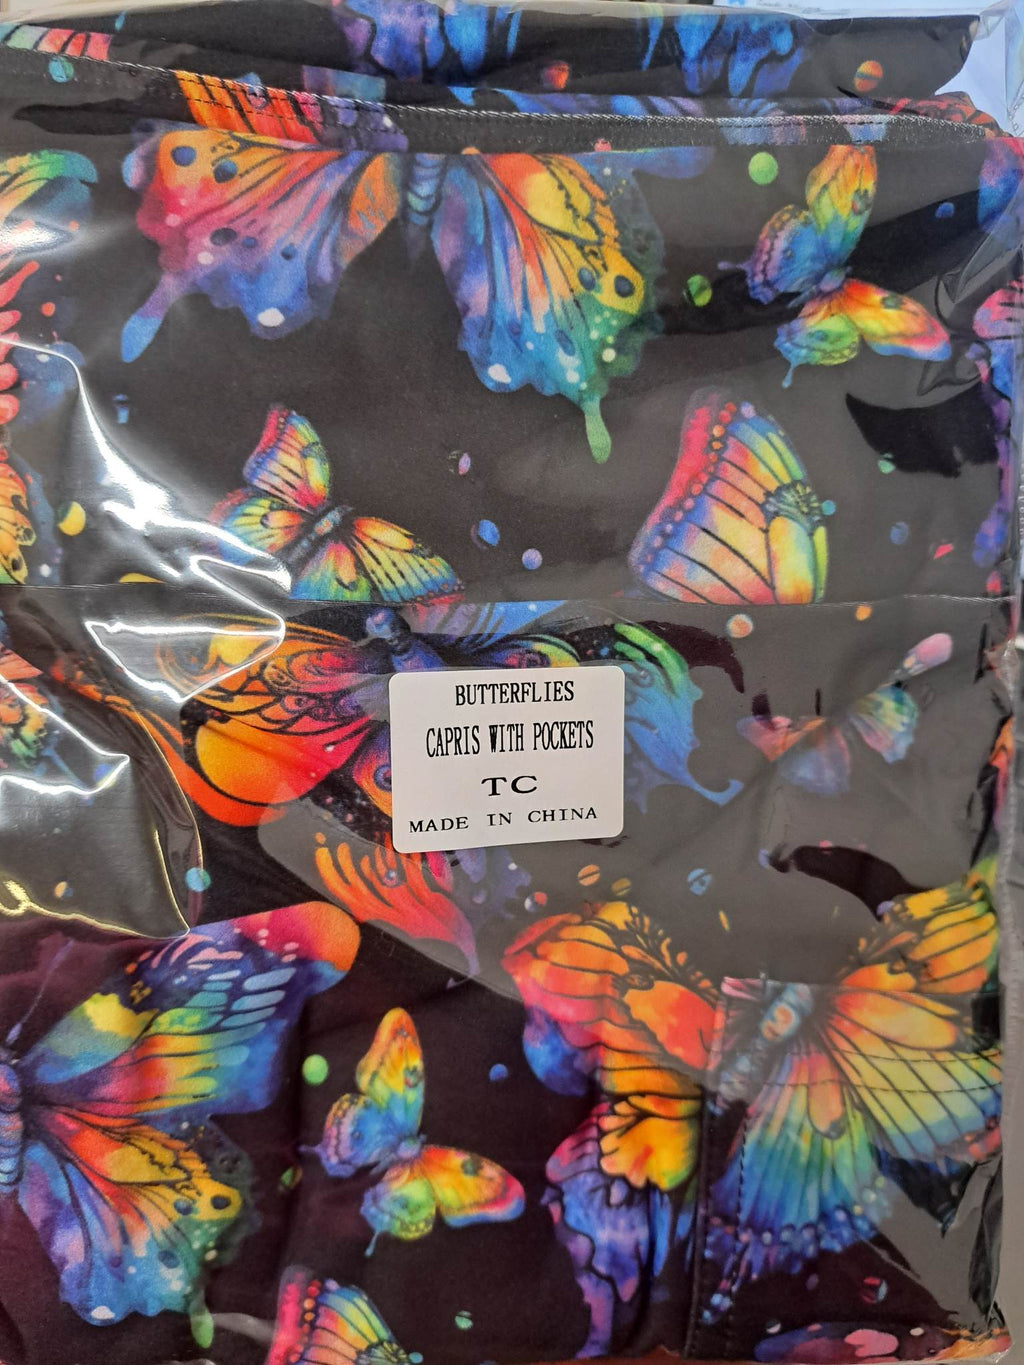 BUTTERFLIES
CAPRIS WITH POCKETS
TC
MADE IN CHINA